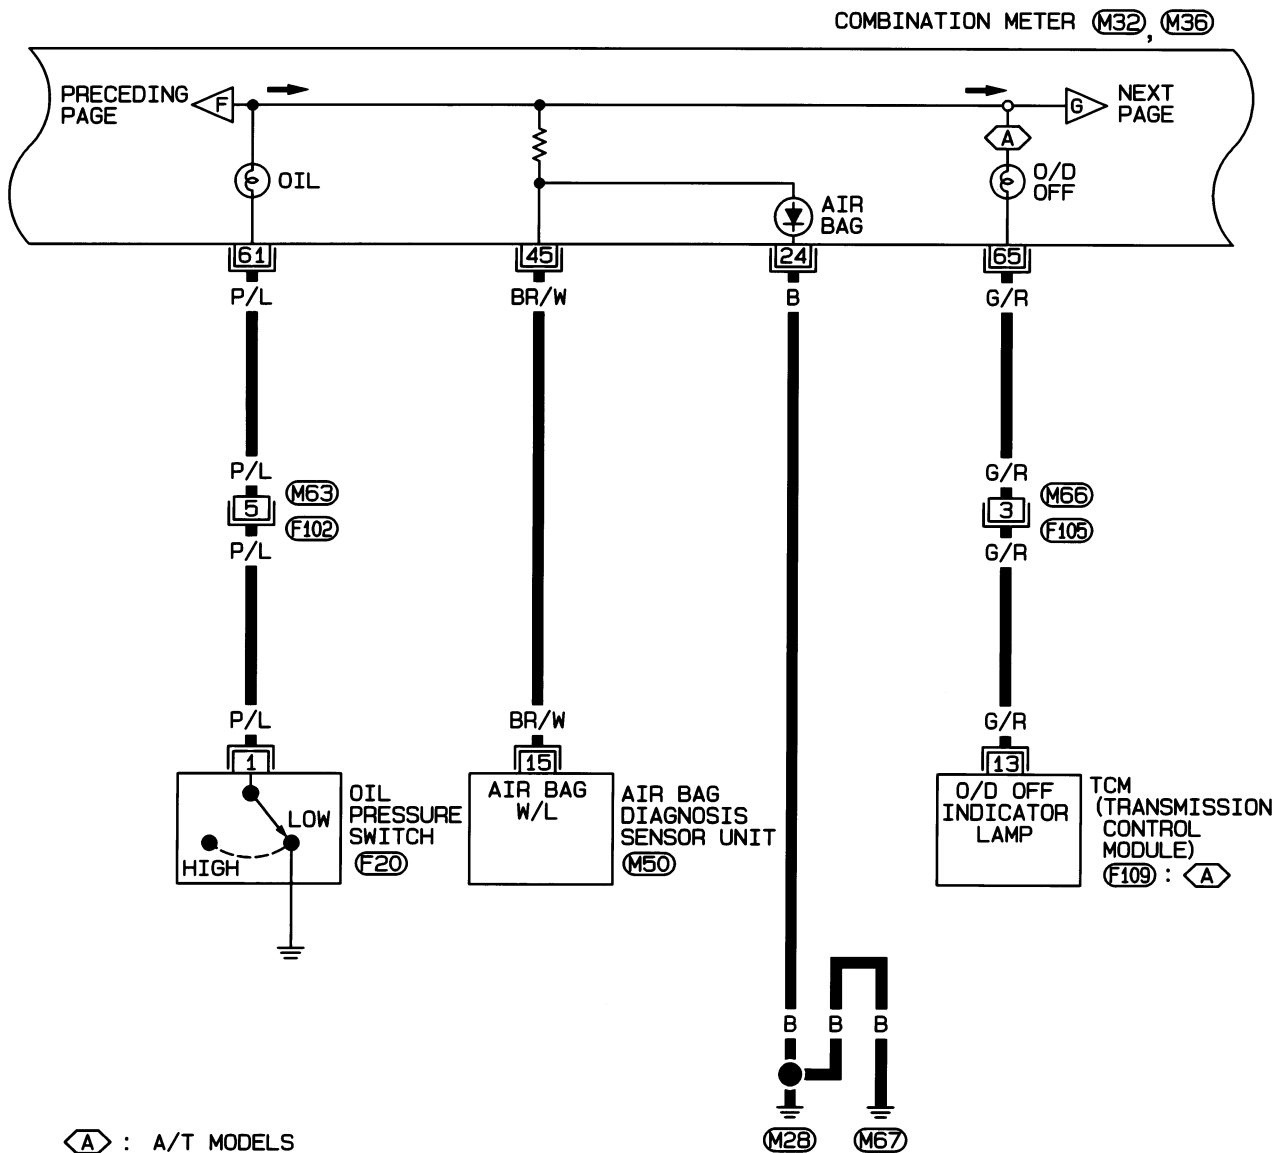 COMBINATION METER M32, M36
PRECEDING
PAGE
F
G
NEXT
PAGE
A
OIL
O/D
OFF
AIR
BAG
61
45
24
65
P/L
BR/W
B
G/R
P/L
G/R
5
M63
F102
3
M66
F105
P/L
G/R
P/L
BR/W
G/R
1
15
13
LOW
HIGH
OIL
PRESSURE
SWITCH
F20
AIR BAG
W/L
AIR BAG
DIAGNOSIS
SENSOR UNIT
M50
O/D OFF
INDICATOR
LAMP
TCM
(TRANSMISSION
CONTROL
MODULE)
F109 : A
B B B
M28 M67
A : A/T MODELS